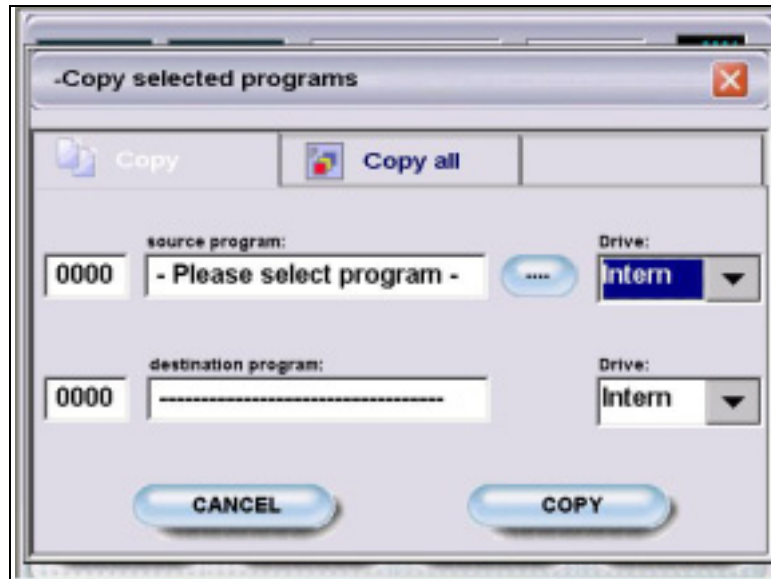 -Copy selected programs
Copy
Copy all
source program:
Drive:
0000
- Please select program -
....
Intern
destination program:
Drive:
0000
----------------------------------
Intern
CANCEL
COPY